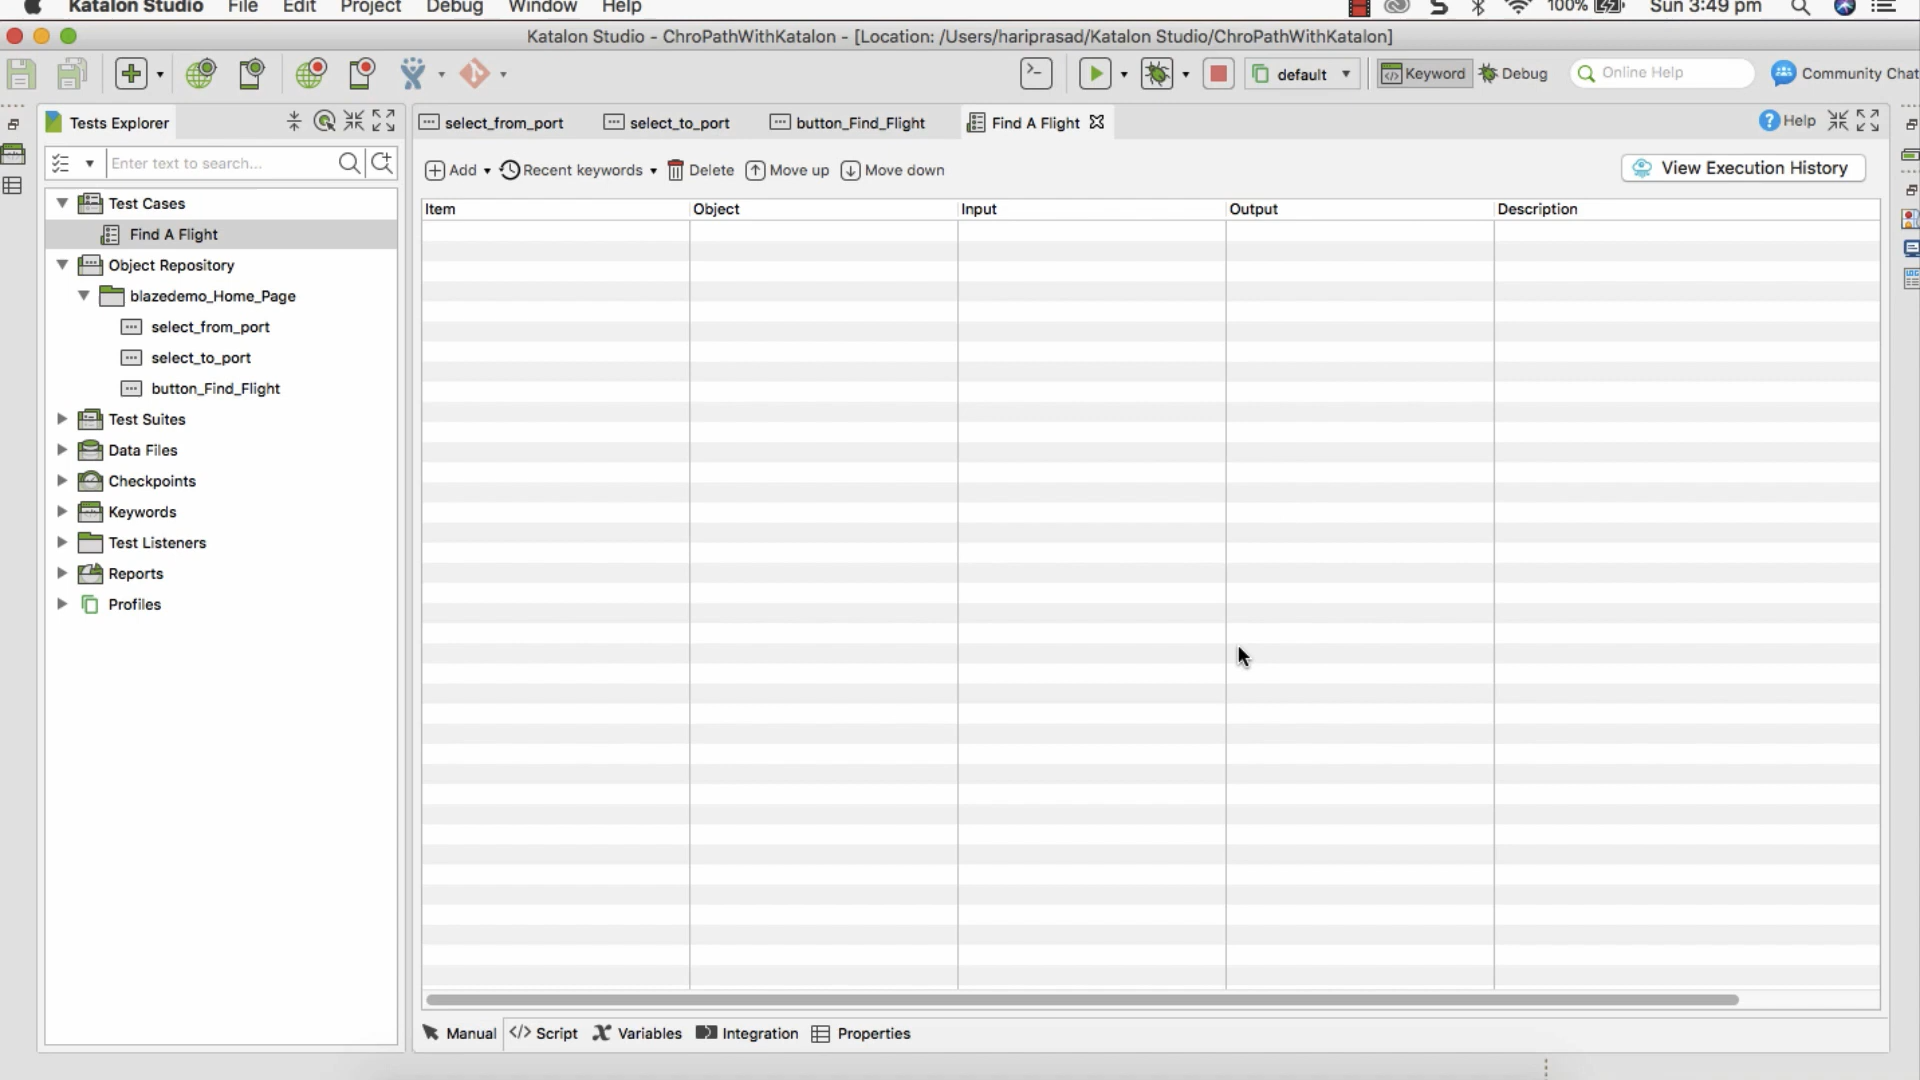 Katalon Studio File Edit Project Debug Window Help 100% Sun 3:49 pm
Katalon Studio - ChroPathWithKatalon - [Location: /Users/hariprasad/Katalon Studio/ChroPathWithKatalon]
default Keyword Debug Online Help Community Chat
Tests Explorer select_from_port select_to_port button_Find_Flight Find A Flight Help
Enter text to search... Add Recent keywords Delete Move up Move down View Execution History
Item Object Input Output Description
Test Cases
Find A Flight
Object Repository
blazedemo_Home_Page
select_from_port
select_to_port
button_Find_Flight
Test Suites
Data Files
Checkpoints
Keywords
Test Listeners
Reports
Profiles
Manual Script Variables Integration Properties